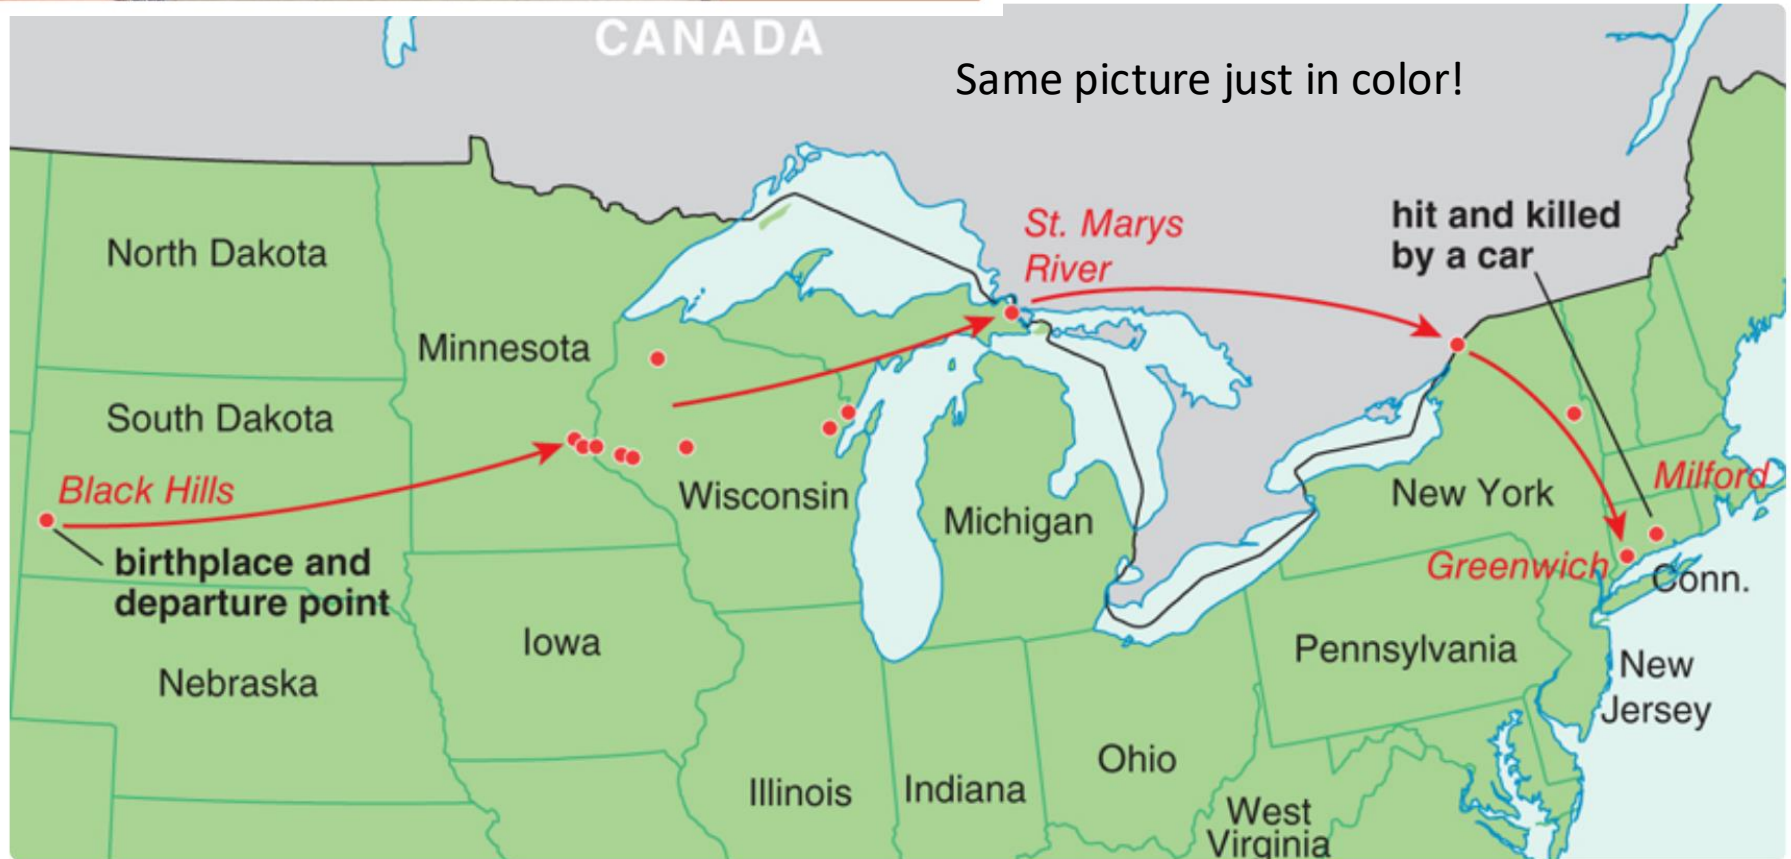 CANADA
Same picture just in color!
St. Marys
River
hit and killed
by a car
North Dakota
Minnesota
South Dakota
Black Hills
Wisconsin
Michigan
New York
Milford
birthplace and
departure point
Greenwich
Conn.
Iowa
Nebraska
Pennsylvania
New
Jersey
Ohio
Illinois
Indiana
West
Virginia